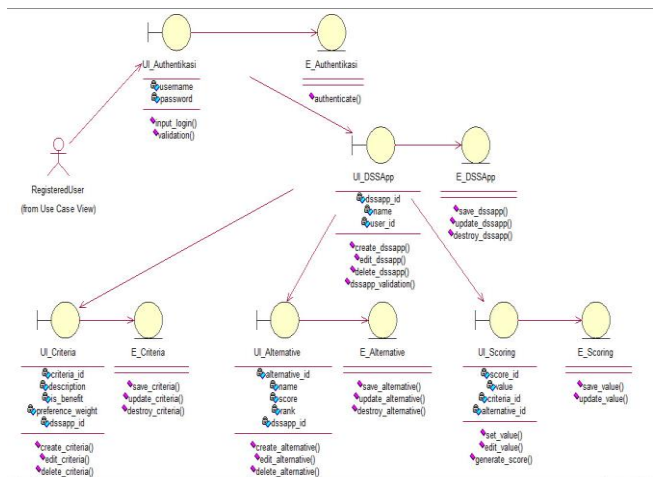 UI_Authentikasi
username
password
input_login()
validation()
E_Authentikasi
authenticate()
RegisteredUser
(from Use Case View)
UI_DSSApp
dssapp_id
name
user_id
create_dssapp()
edit_dssapp()
delete_dssapp()
dssapp_validation()
E_DSSApp
save_dssapp()
update_dssapp()
destroy_dssapp()
UI_Criteria
criteria_id
description
is_benefit
preference_weight
dssapp_id
create_criteria()
edit_criteria()
delete_criteria()
E_Criteria
save_criteria()
update_criteria()
destroy_criteria()
UI_Alternative
alternative_id
name
score
rank
dssapp_id
create_alternative()
edit_alternative()
delete_alternative()
E_Alternative
save_alternative()
update_alternative()
destroy_alternative()
UI_Scoring
score_id
value
criteria_id
alternative_id
set_value()
edit_value()
generate_score()
E_Scoring
save_value()
update_value()